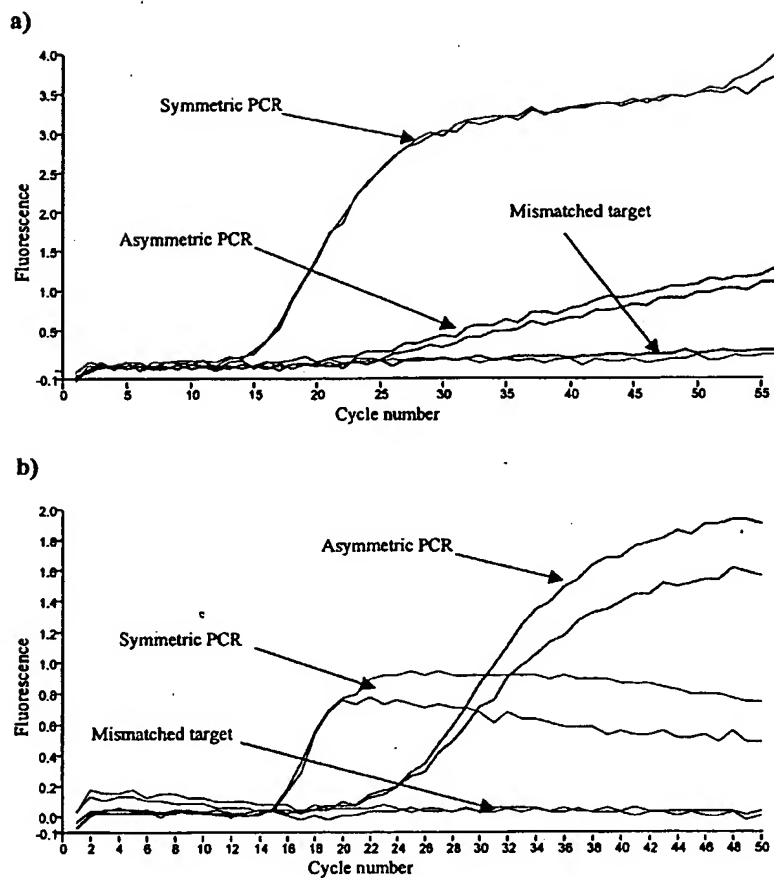 a)
4.0
3.5
Symmetric PCR
3.0
2.5
2.0
Mismatched target
Fluorescence
1.5
Asymmetric PCR
1.0
0.5
-0.1
0 5 10 15 20 25 30 35 40 45 50 55
Cycle number
b)
2.0
1.8
Asymmetric PCR
1.6
1.4
1.2
Symmetric PCR
1.0
Fluorescence
0.8
0.6
Mismatched target
0.4
0.2
0.0
-0.1
0 2 4 6 8 10 12 14 16 18 20 22 24 26 28 30 32 34 36 38 40 42 44 46 48 50
Cycle number